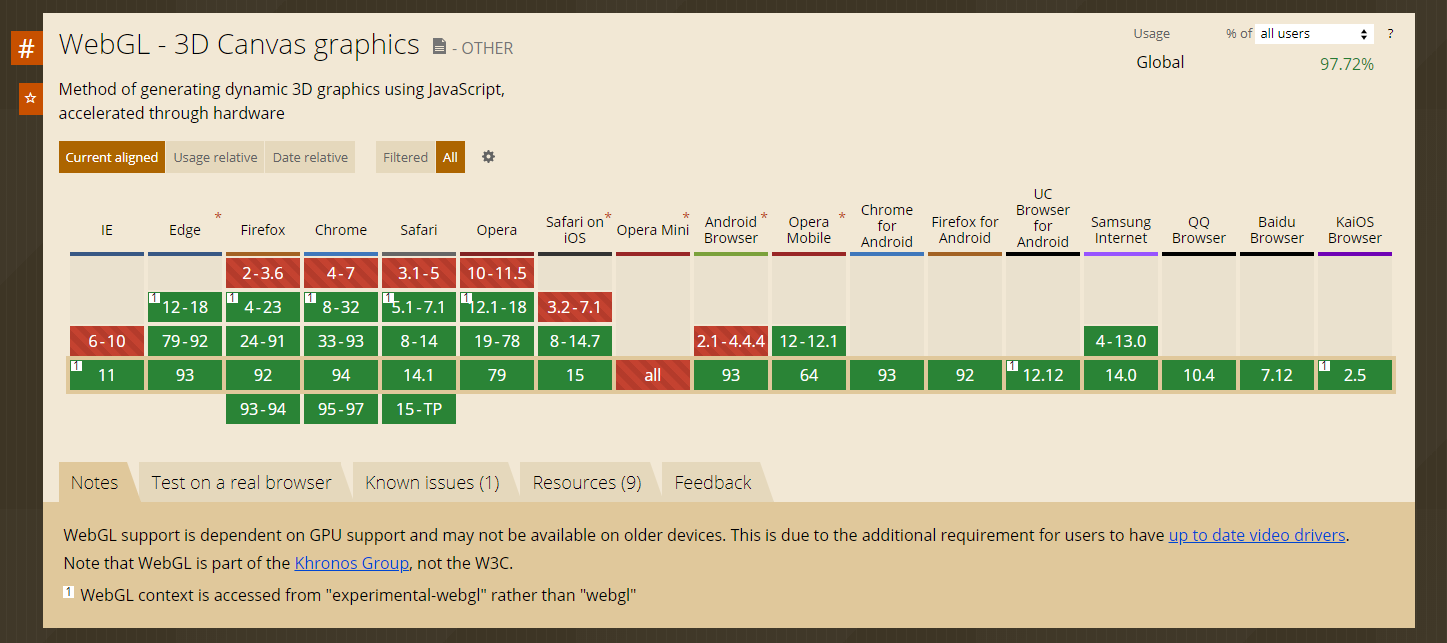 #
WebGL - 3D Canvas graphics - OTHER
Usage % of all users ?
Global 97.72%
Method of generating dynamic 3D graphics using JavaScript,
accelerated through hardware
Current aligned Usage relative Date relative Filtered All
IE Edge * Firefox Chrome Safari Opera Safari on iOS * Opera Mini * Android Browser * Opera Mobile * Chrome for Android Firefox for Android UC Browser for Android Samsung Internet QQ Browser Baidu Browser KaiOS Browser
2-3.6 4-7 3.1-5 10-11.5
1 12-18 1 4-23 1 8-32 1 5.1-7.1 1 12.1-18 3.2-7.1
6-10 79-92 24-91 33-93 8-14 19-78 8-14.7 2.1-4.4.4 12-12.1 4-13.0
1 11 93 92 94 14.1 79 15 all 93 64 93 92 1 12.12 14.0 10.4 7.12 1 2.5
93-94 95-97 15-TP
Notes Test on a real browser Known issues (1) Resources (9) Feedback
WebGL support is dependent on GPU support and may not be available on older devices. This is due to the additional requirement for users to have up to date video drivers.
Note that WebGL is part of the Khronos Group, not the W3C.
1 WebGL context is accessed from "experimental-webgl" rather than "webgl"